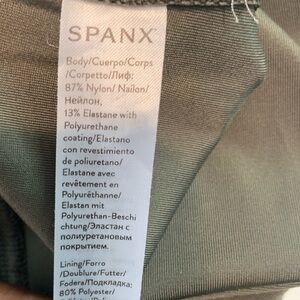 SPANX
Body/Cuerpo/Corps
/Corpetto/Лиф:
87% Nylon/ Nailon/
Нейлон,
13% Elastane with
Polyurethane
coating/Elastano
con revestimiento
de poliuretano/
Elastane avec
revêtement en
Polyuréthanne/
Elastan mit
Polyurethan-Beschi
chtung/Эластан с
полиуретановым
покрытием.
Lining/Forro
/Doublure/Futter/
Fodera/Подкладка:
80% Polyester/